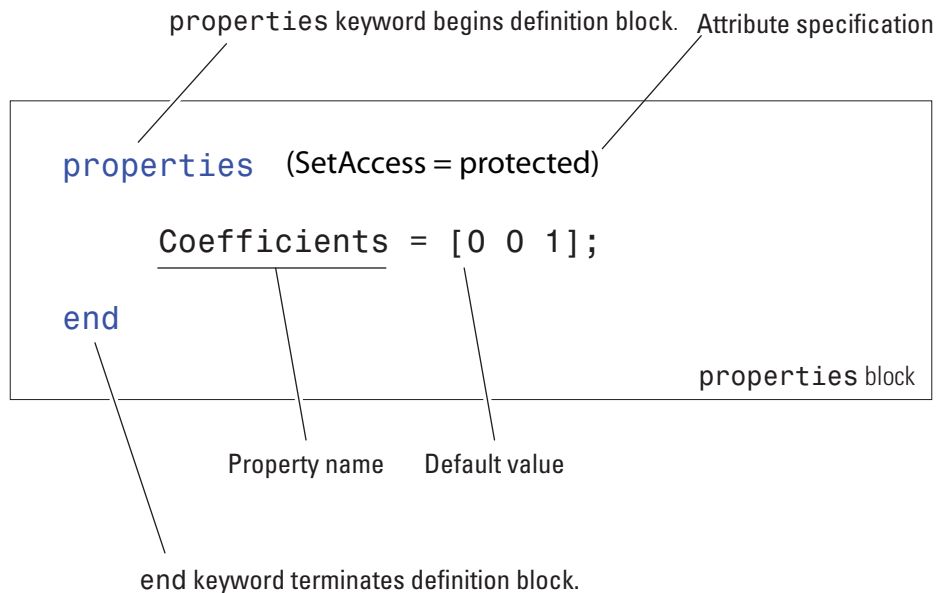 properties keyword begins definition block. Attribute specification
properties (SetAccess = protected)
Coefficients = [0 0 1];
end
properties block
Property name Default value
end keyword terminates definition block.